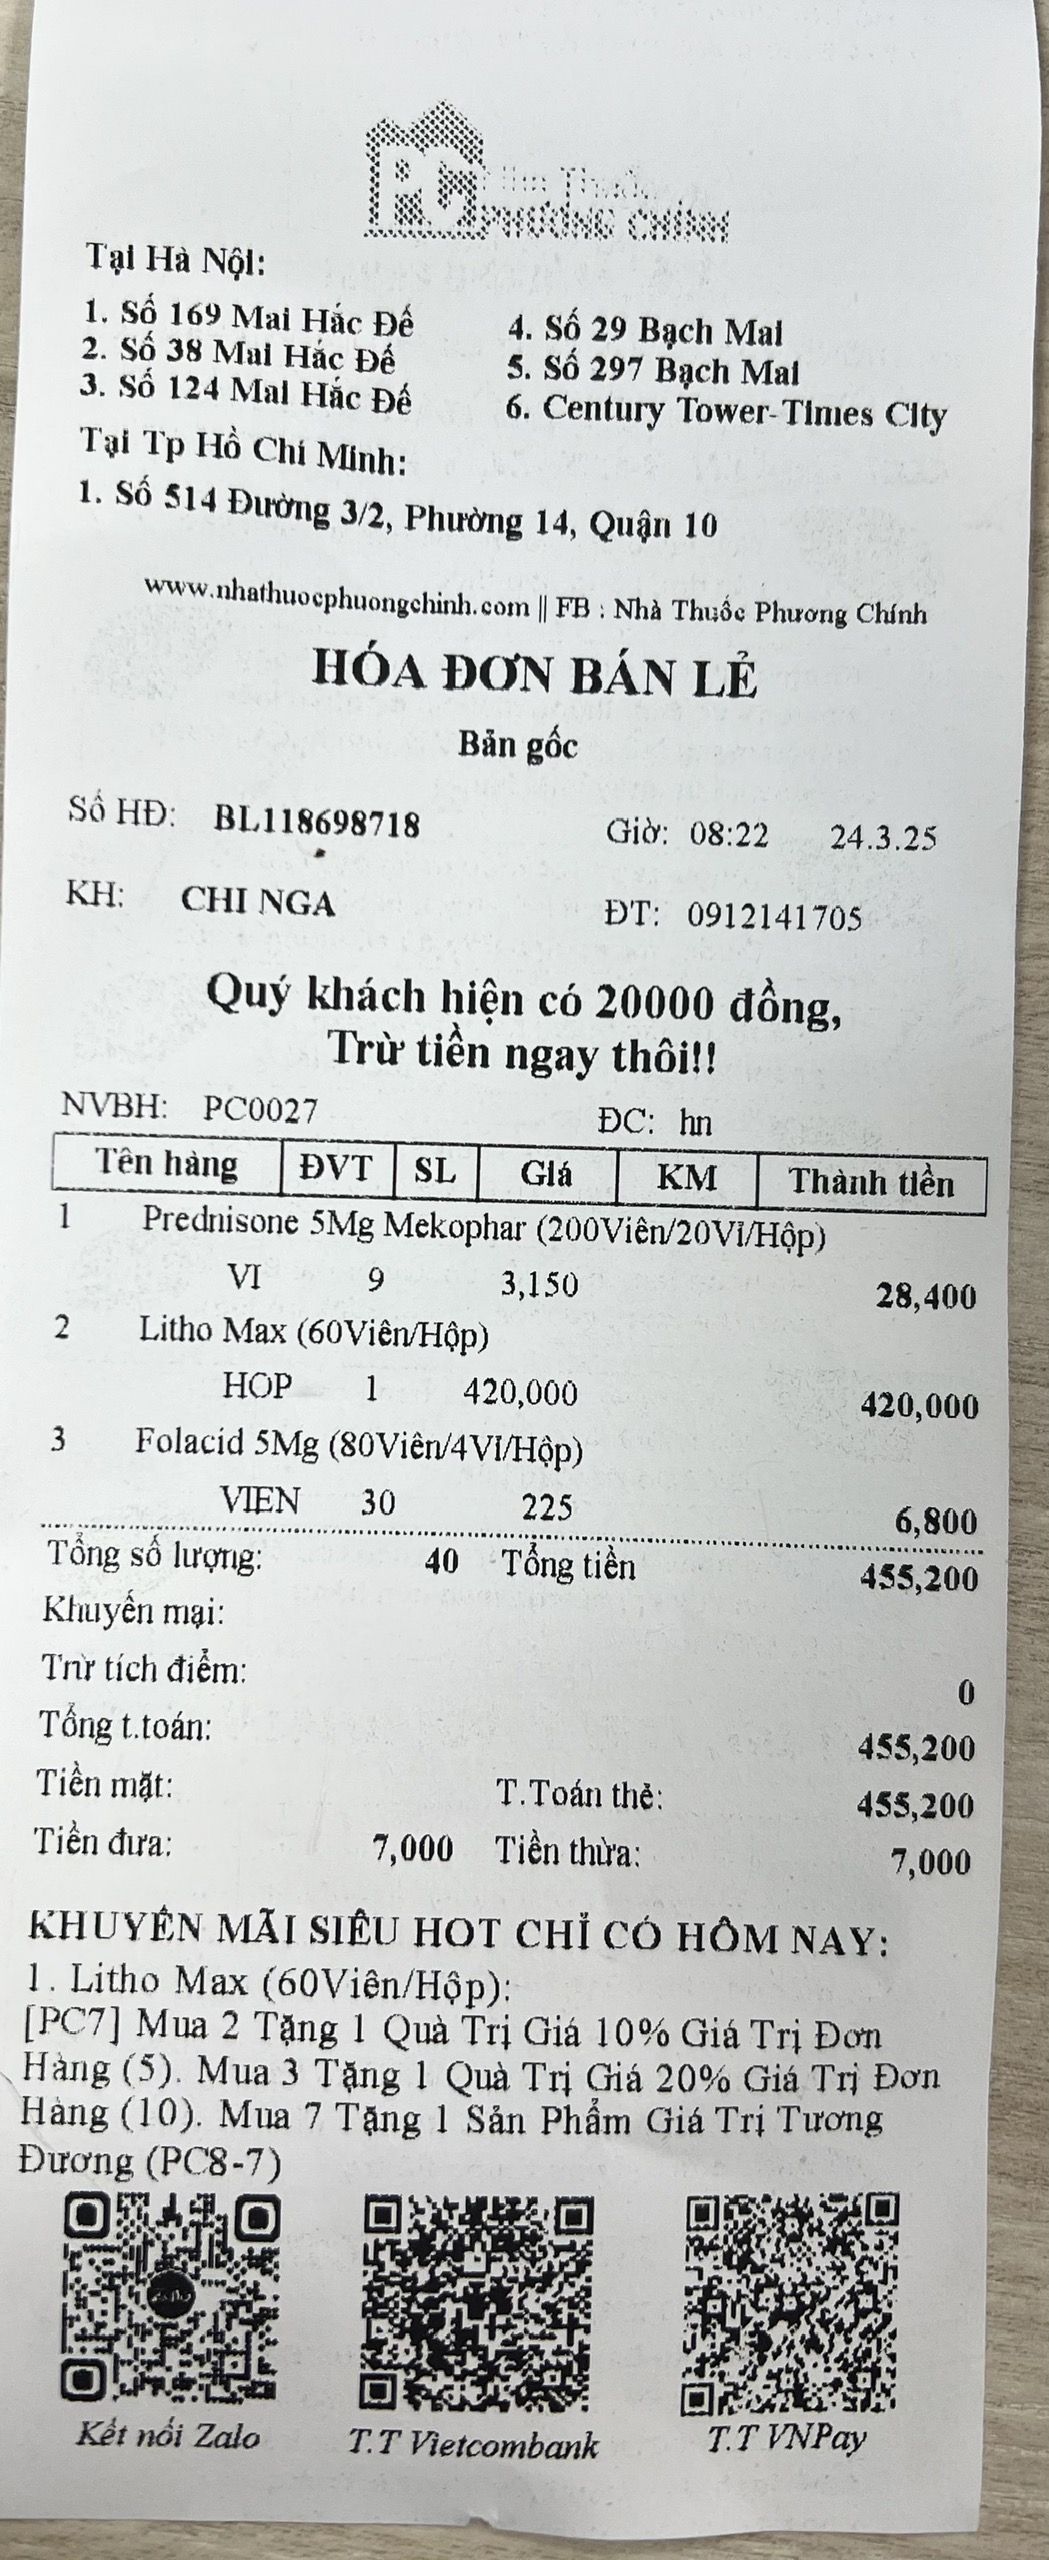 Nhà Thuốc
PHƯƠNG CHÍNH
Tại Hà Nội:
1. Số 169 Mai Hắc Đế
4. Số 29 Bạch Mai
2. Số 38 Mai Hắc Đế
5. Số 297 Bạch Mai
3. Số 124 Mai Hắc Đế
6. Century Tower-Times City
Tại Tp Hồ Chí Minh:
1. Số 514 Đường 3/2, Phường 14, Quận 10
www.nhathuocphuongchinh.com || FB : Nhà Thuốc Phương Chính
HÓA ĐƠN BÁN LẺ
Bản gốc
Số HĐ: BL118698718 Giờ: 08:22 24.3.25
KH: CHI NGA ĐT: 0912141705
Quý khách hiện có 20000 đồng,
Trừ tiền ngay thôi!!
NVBH: PC0027 ĐC: hn
Tên hàng ĐVT SL Giá KM Thành tiền
1 Prednisone 5Mg Mekophar (200Viên/20Vỉ/Hộp)
VI 9 3,150 28,400
2 Litho Max (60Viên/Hộp)
HOP 1 420,000 420,000
3 Folacid 5Mg (80Viên/4Vỉ/Hộp)
VIEN 30 225 6,800
Tổng số lượng: 40 Tổng tiền 455,200
Khuyến mại:
Trừ tích điểm: 0
Tổng t.toán: 455,200
Tiền mặt: T.Toán thẻ: 455,200
Tiền đưa: 7,000 Tiền thừa: 7,000
KHUYẾN MÃI SIÊU HOT CHỈ CÓ HÔM NAY:
1. Litho Max (60Viên/Hộp):
[PC7] Mua 2 Tặng 1 Quà Trị Giá 10% Giá Trị Đơn
Hàng (5). Mua 3 Tặng 1 Quà Trị Giá 20% Giá Trị Đơn
Hàng (10). Mua 7 Tặng 1 Sản Phẩm Giá Trị Tương
Đương (PC8-7)
Kết nối Zalo
T.T Vietcombank
T.T VNPay